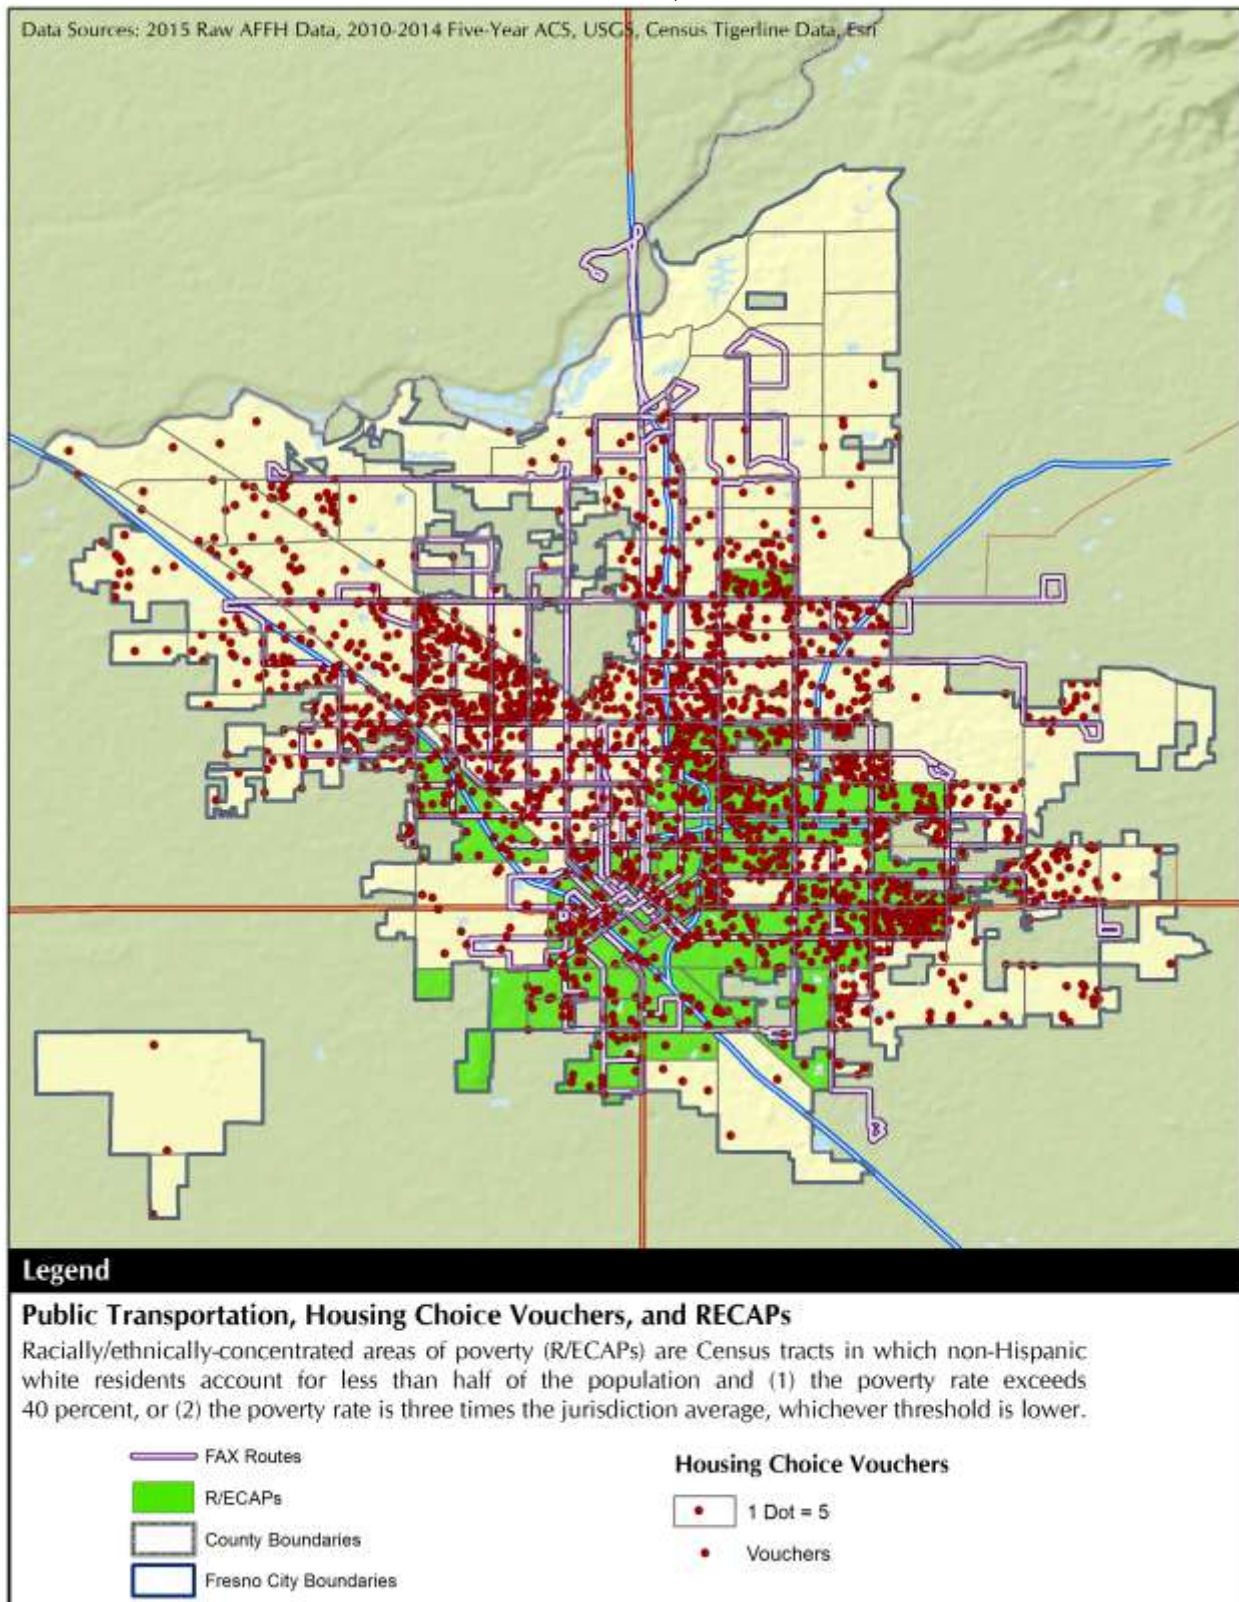 Data Sources: 2015 Raw AFFH Data, 2010-2014 Five-Year ACS, USGS, Census Tigerline Data, Esri
Legend
Public Transportation, Housing Choice Vouchers, and RECAPs
Racially/ethnically-concentrated areas of poverty (R/ECAPs) are Census tracts in which non-Hispanic
white residents account for less than half of the population and (1) the poverty rate exceeds
40 percent, or (2) the poverty rate is three times the jurisdiction average, whichever threshold is lower.
FAX Routes
R/ECAPs
County Boundaries
Fresno City Boundaries
Housing Choice Vouchers
1 Dot = 5
Vouchers